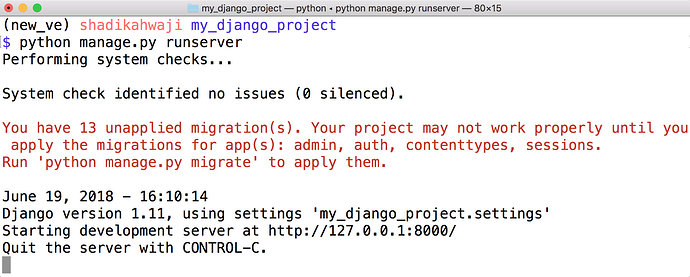 my_django_project — python • python manage.py runserver — 80×15
(new_ve) shadikahwaji my_django_project
$ python manage.py runserver
Performing system checks...
System check identified no issues (0 silenced).
You have 13 unapplied migration(s). Your project may not work properly until you
apply the migrations for app(s): admin, auth, contenttypes, sessions.
Run 'python manage.py migrate' to apply them.
June 19, 2018 - 16:10:14
Django version 1.11, using settings 'my_django_project.settings'
Starting development server at http://127.0.0.1:8000/
Quit the server with CONTROL-C.